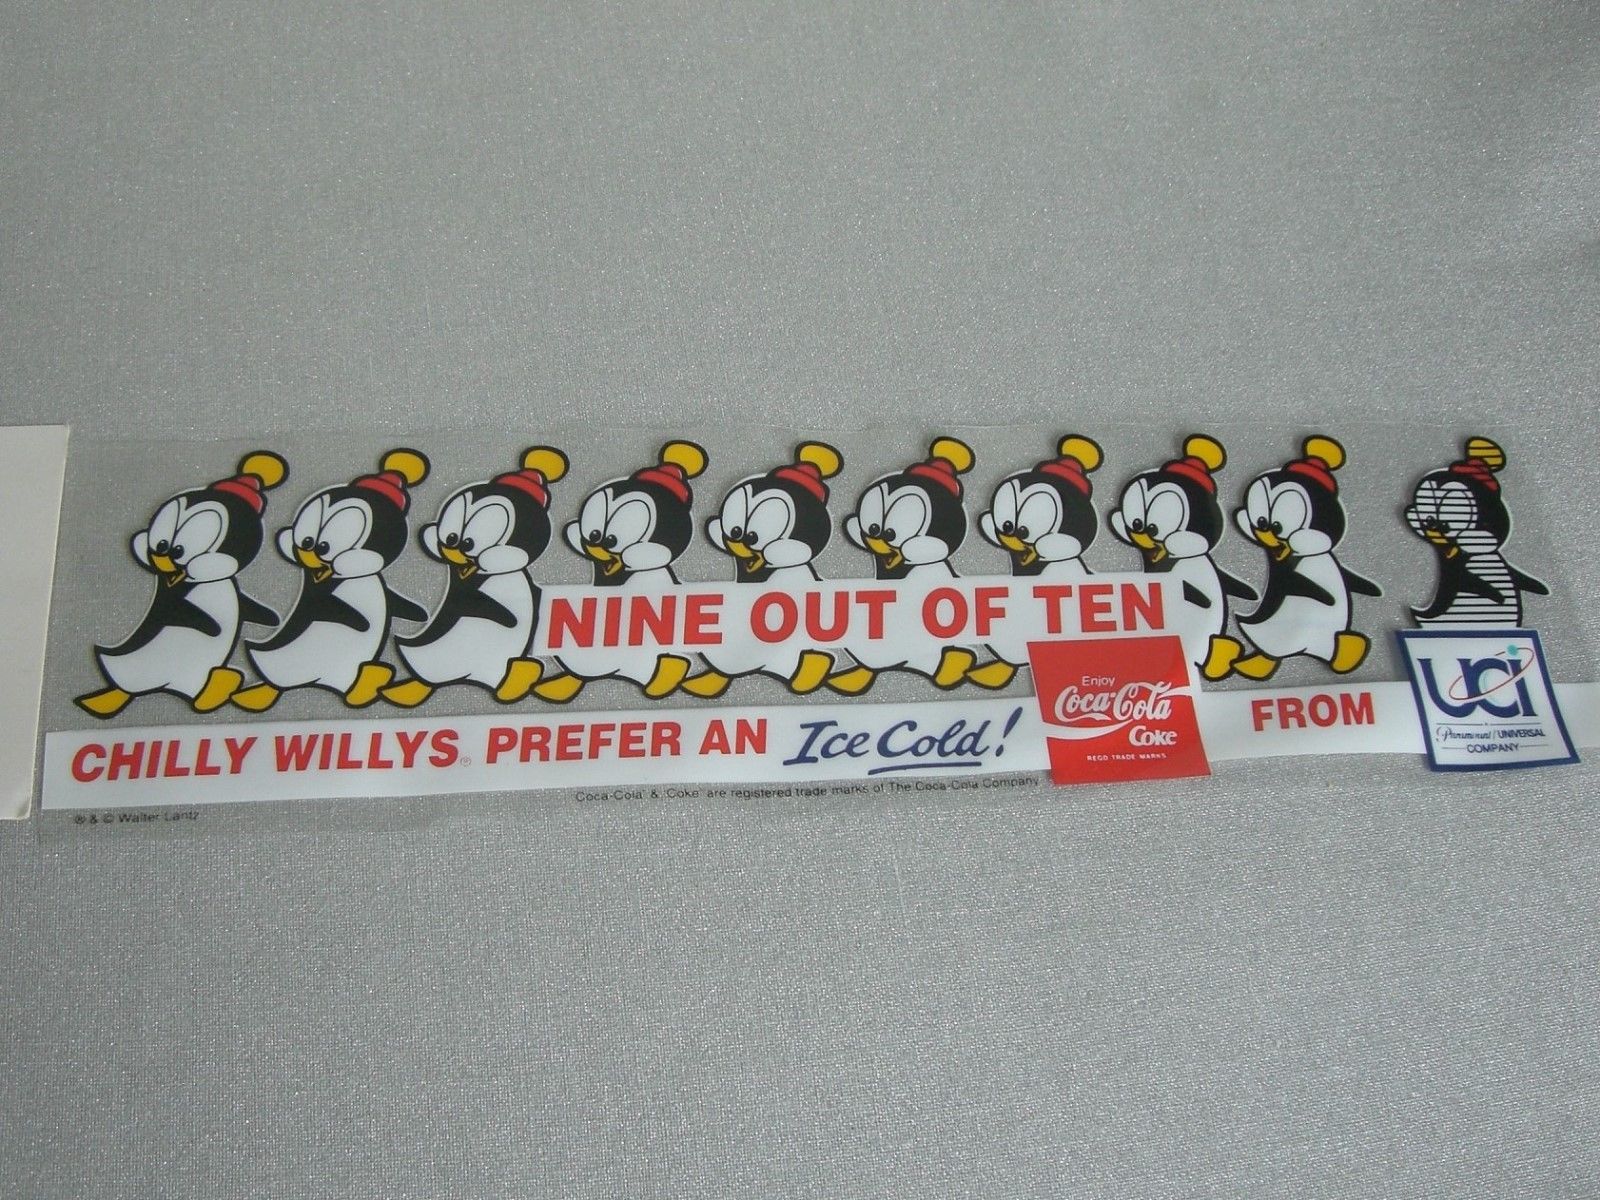 NINE OUT OF TEN
CHILLY WILLYS® PREFER AN Ice Cold!
Enjoy
Coca-Cola
Coke
REGD TRADE MARKS
FROM
UCI
A
Paramount / UNIVERSAL
COMPANY
Coca-Cola' & 'Coke' are registered trade marks of The Coca-Cola Company
® & © Walter Lantz